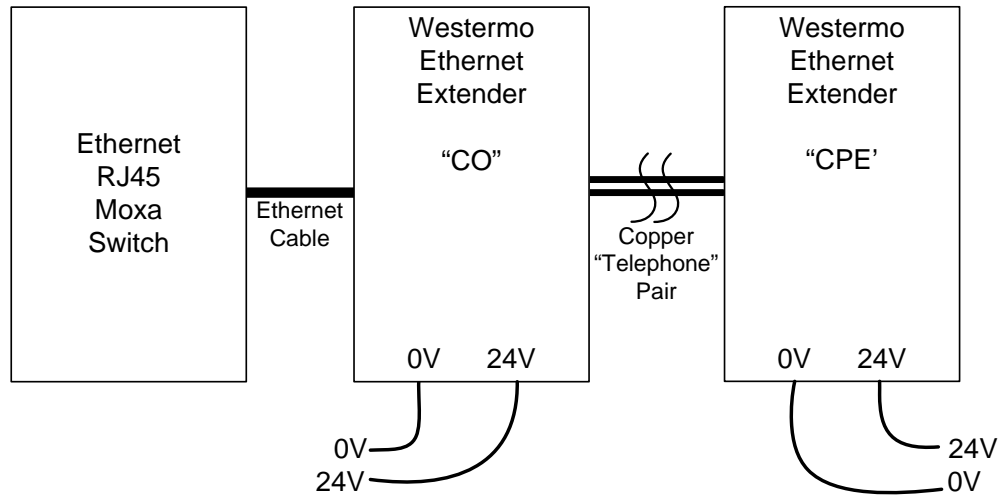 Ethernet
RJ45
Moxa
Switch
Ethernet
Cable
Westermo
Ethernet
Extender
“CO”
0V
24V
0V
24V
Copper
“Telephone”
Pair
Westermo
Ethernet
Extender
“CPE‘
0V
24V
24V
0V